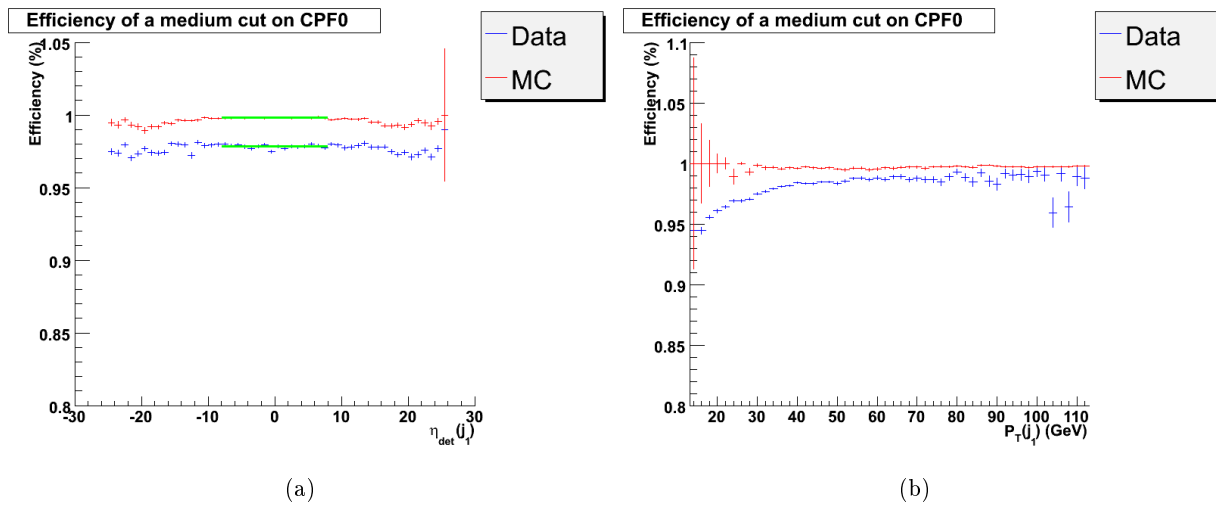 Efficiency of a medium cut on CPF0
Efficiency (%)
1.05
1
0.95
0.9
0.85
0.8
-30
-20
-10
0
10
20
30
η_det(j_1)
Data
MC
(a)
Efficiency of a medium cut on CPF0
Efficiency (%)
1.1
1.05
1
0.95
0.9
0.85
0.8
20
30
40
50
60
70
80
90
100
110
P_T(j_1) (GeV)
Data
MC
(b)